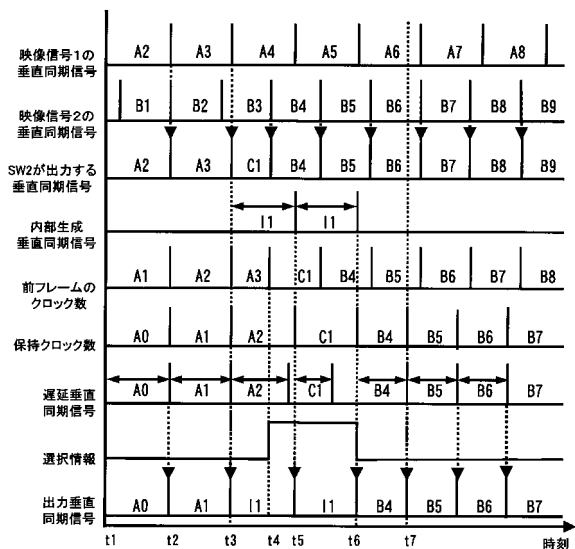 映像信号1の
垂直同期信号
A2 A3 A4 A5 A6 A7 A8
映像信号2の
垂直同期信号
B1 B2 B3 B4 B5 B6 B7 B8 B9
SW2が出力する
垂直同期信号
A2 A3 C1 B4 B5 B6 B7 B8 B9
内部生成
垂直同期信号
I1 I1
前フレームの
クロック数
A1 A2 A3 C1 B4 B5 B6 B7 B8
保持クロック数
A0 A1 A2 C1 B4 B5 B6 B7
遅延垂直
同期信号
A0 A1 A2 C1 B4 B5 B6 B7
選択情報
出力垂直
同期信号
A0 A1 I1 I1 B4 B5 B6 B7
t1 t2 t3 t4 t5 t6 t7 時刻